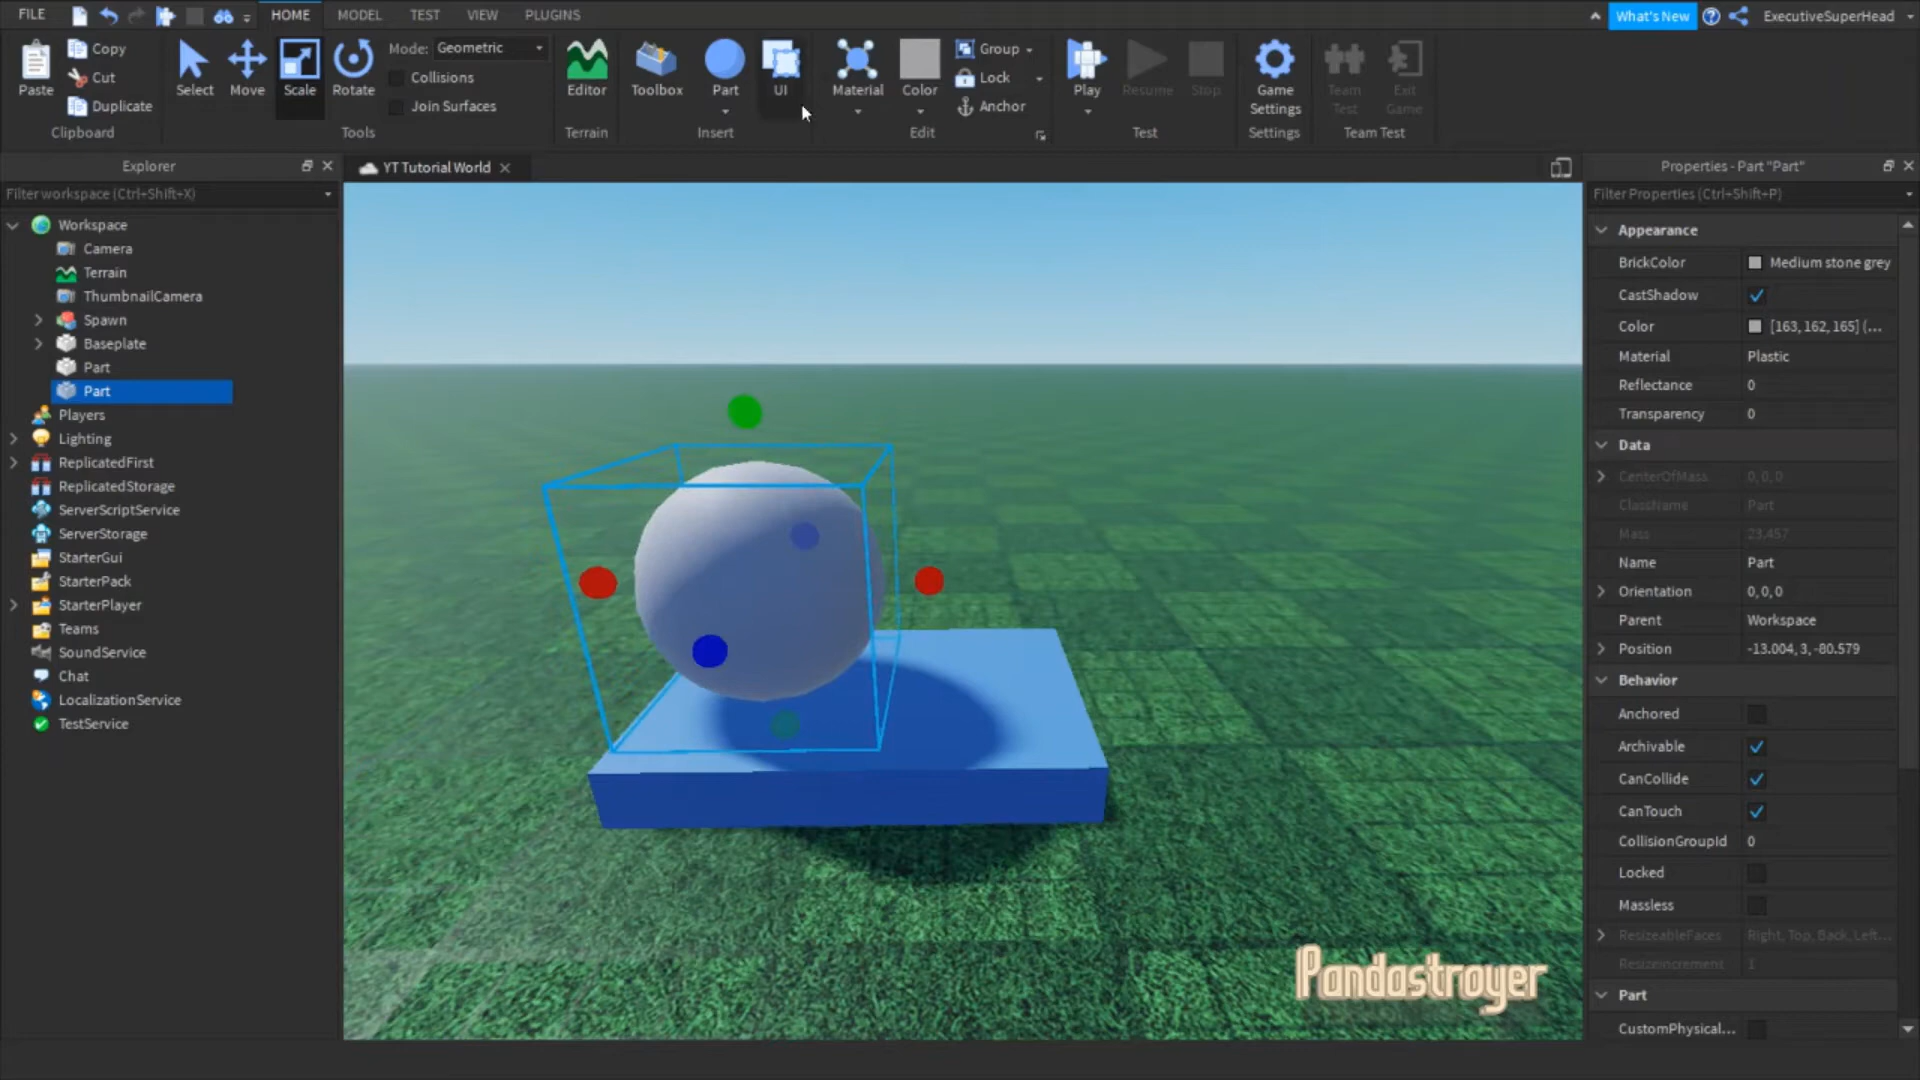 FILE HOME MODEL TEST VIEW PLUGINS What's New ExecutiveSuperHead
Paste
Copy
Cut
Duplicate
Clipboard
Select Move Scale Rotate
Mode: Geometric
Collisions
Join Surfaces
Tools
Editor
Terrain
Toolbox Part UI
Insert
Material Color
Group
Lock
Anchor
Edit
Play Resume Stop
Test
Game
Settings
Settings
Team
Test
Exit
Game
Team Test
Explorer
Filter workspace (Ctrl+Shift+X)
Workspace
Camera
Terrain
ThumbnailCamera
Spawn
Baseplate
Part
Part
Players
Lighting
ReplicatedFirst
ReplicatedStorage
ServerScriptService
ServerStorage
StarterGui
StarterPack
StarterPlayer
Teams
SoundService
Chat
LocalizationService
TestService
YT Tutorial World
Pandastroyer
Properties - Part "Part"
Filter Properties (Ctrl+Shift+P)
Appearance
BrickColor Medium stone grey
CastShadow
Color [163, 162, 165] (...
Material Plastic
Reflectance 0
Transparency 0
Data
CenterOfMass 0, 0, 0
ClassName Part
Mass 23.457
Name Part
Orientation 0, 0, 0
Parent Workspace
Position -13.004, 3, -80.579
Behavior
Anchored
Archivable
CanCollide
CanTouch
CollisionGroupId 0
Locked
Massless
ResizeableFaces Right, Top, Back, Left...
ResizeIncrement 1
Part
CustomPhysical...